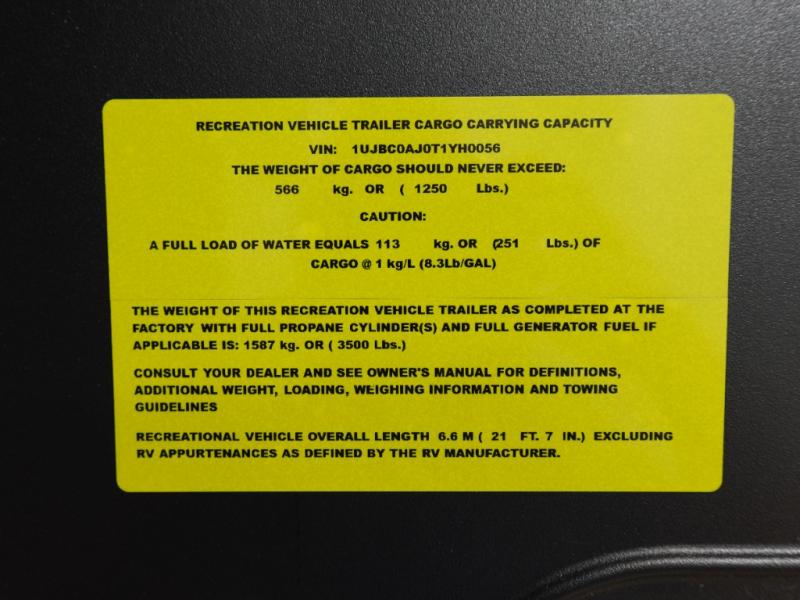 RECREATION VEHICLE TRAILER CARGO CARRYING CAPACITY
VIN: 1UJBC0AJ0T1YH0056
THE WEIGHT OF CARGO SHOULD NEVER EXCEED:
566 kg. OR ( 1250 Lbs.)
CAUTION:
A FULL LOAD OF WATER EQUALS 113 kg. OR (251 Lbs.) OF
CARGO @ 1 kg/L (8.3Lb/GAL)
THE WEIGHT OF THIS RECREATION VEHICLE TRAILER AS COMPLETED AT THE
FACTORY WITH FULL PROPANE CYLINDER(S) AND FULL GENERATOR FUEL IF
APPLICABLE IS: 1587 kg. OR ( 3500 Lbs.)
CONSULT YOUR DEALER AND SEE OWNER'S MANUAL FOR DEFINITIONS,
ADDITIONAL WEIGHT, LOADING, WEIGHING INFORMATION AND TOWING
GUIDELINES
RECREATIONAL VEHICLE OVERALL LENGTH 6.6 M ( 21 FT. 7 IN.) EXCLUDING
RV APPURTENANCES AS DEFINED BY THE RV MANUFACTURER.